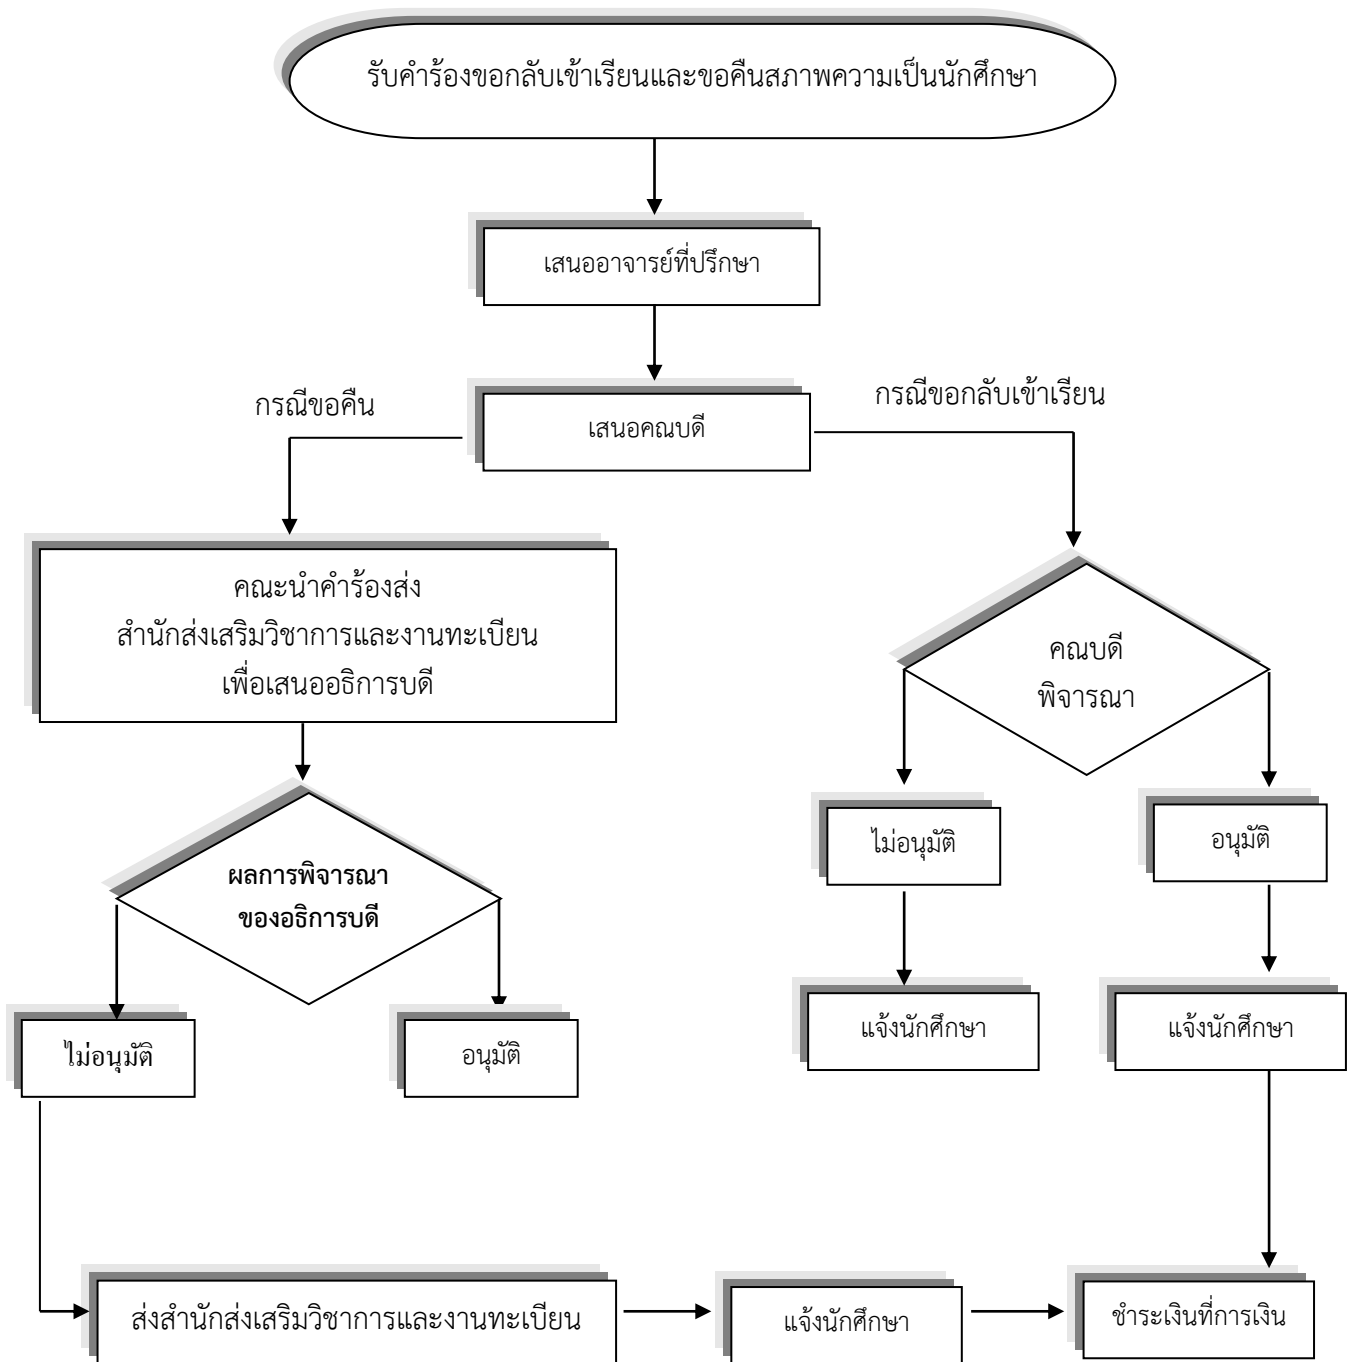 รับคำร้องขอกลับเข้าเรียนและขอคืนสภาพความเป็นนักศึกษา
เสนออาจารย์ที่ปรึกษา
กรณีขอคืน
กรณีขอกลับเข้าเรียน
เสนอคณบดี
คณะนำคำร้องส่ง
สำนักส่งเสริมวิชาการและงานทะเบียน
เพื่อเสนออธิการบดี
คณบดี
พิจารณา
ผลการพิจารณา
ของอธิการบดี
ไม่อนุมัติ
อนุมัติ
แจ้งนักศึกษา
แจ้งนักศึกษา
ไม่อนุมัติ
อนุมัติ
ส่งสำนักส่งเสริมวิชาการและงานทะเบียน
แจ้งนักศึกษา
ชำระเงินที่การเงิน